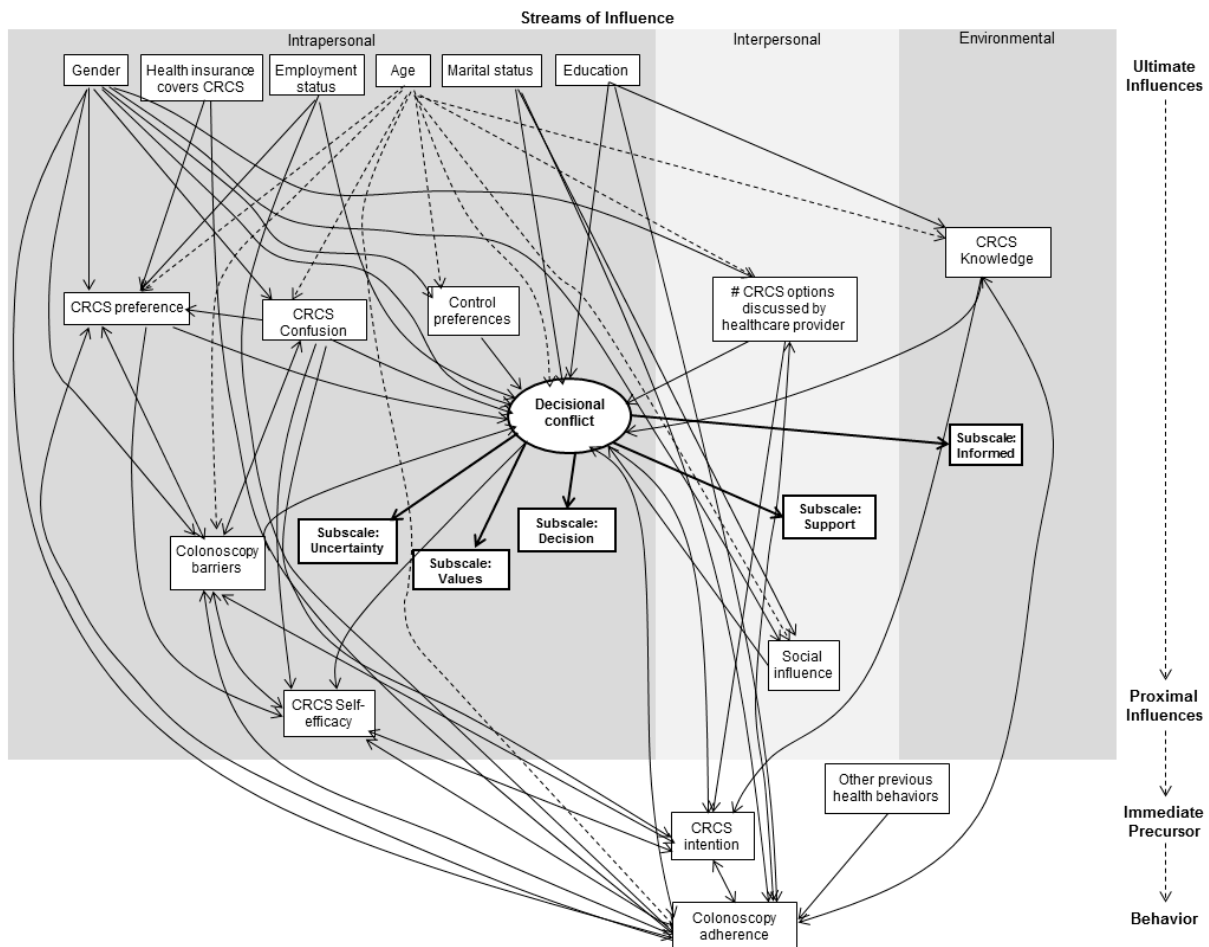 Streams of Influence
Intrapersonal
Interpersonal
Environmental
Gender
Health insurance
covers CRCS
Employment
status
Age
Marital status
Education
Ultimate
Influences
CRCS
Knowledge
CRCS preference
CRCS
Confusion
Control
preferences
# CRCS options
discussed by
healthcare provider
Decisional
conflict
Subscale:
Informed
Subscale:
Uncertainty
Subscale:
Values
Subscale:
Decision
Subscale:
Support
Colonoscopy
barriers
Social
influence
CRCS Self-
efficacy
Proximal
Influences
Other previous
health behaviors
CRCS
intention
Immediate
Precursor
Colonoscopy
adherence
Behavior